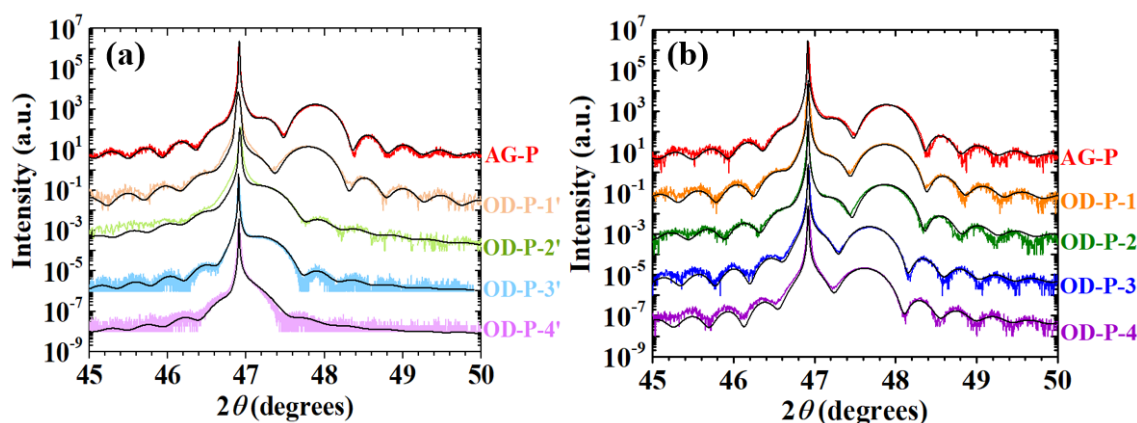 (a)
Intensity (a.u.)
10^7
10^5
10^3
10^1
10^-1
10^-3
10^-5
10^-7
10^-9
AG-P
OD-P-1'
OD-P-2'
OD-P-3'
OD-P-4'
45 46 47 48 49 50
2θ (degrees)
(b)
Intensity (a.u.)
10^7
10^5
10^3
10^1
10^-1
10^-3
10^-5
10^-7
10^-9
AG-P
OD-P-1
OD-P-2
OD-P-3
OD-P-4
45 46 47 48 49 50
2θ (degrees)